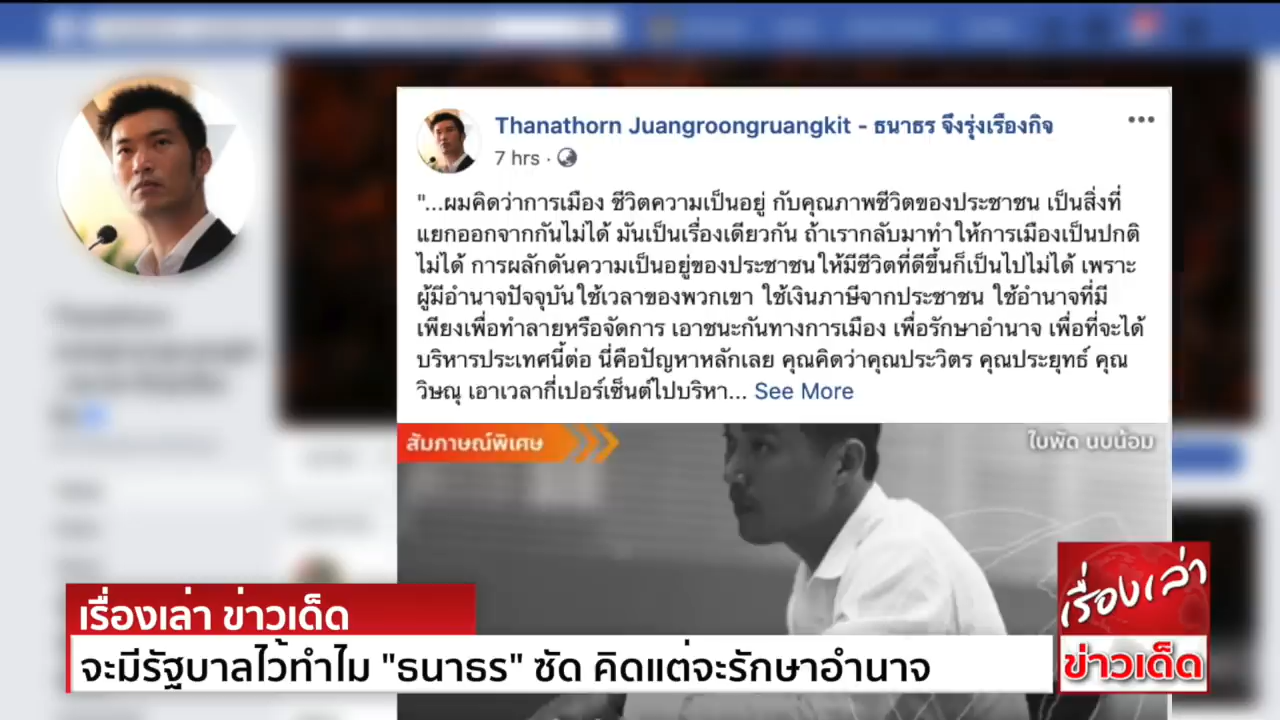 Thanathorn Juangroongruangkit - ธนาธร จึงรุ่งเรืองกิจ
7 hrs ·
"...ผมคิดว่าการเมือง ชีวิตความเป็นอยู่ กับคุณภาพชีวิตของประชาชน เป็นสิ่งที่
แยกออกจากกันไม่ได้ มันเป็นเรื่องเดียวกัน ถ้าเรากลับมาทำให้การเมืองเป็นปกติ
ไม่ได้ การผลักดันความเป็นอยู่ของประชาชนให้มีชีวิตที่ดีขึ้นก็เป็นไปไม่ได้ เพราะ
ผู้มีอำนาจปัจจุบันใช้เวลาของพวกเขา ใช้เงินภาษีจากประชาชน ใช้อำนาจที่มี
เพียงเพื่อทำลายหรือจัดการ เอาชนะกันทางการเมือง เพื่อรักษาอำนาจ เพื่อที่จะได้
บริหารประเทศนี้ต่อ นี่คือปัญหาหลักเลย คุณคิดว่าคุณประวิตร คุณประยุทธ์ คุณ
วิษณุ เอาเวลากี่เปอร์เซ็นต์ไปบริหา... See More
สัมภาษณ์พิเศษ
ใบพัด นบน้อม
เรื่องเล่า ข่าวเด็ด
จะมีรัฐบาลไว้ทำไม "ธนาธร" ซัด คิดแต่จะรักษาอำนาจ
เรื่องเล่า
ข่าวเด็ด